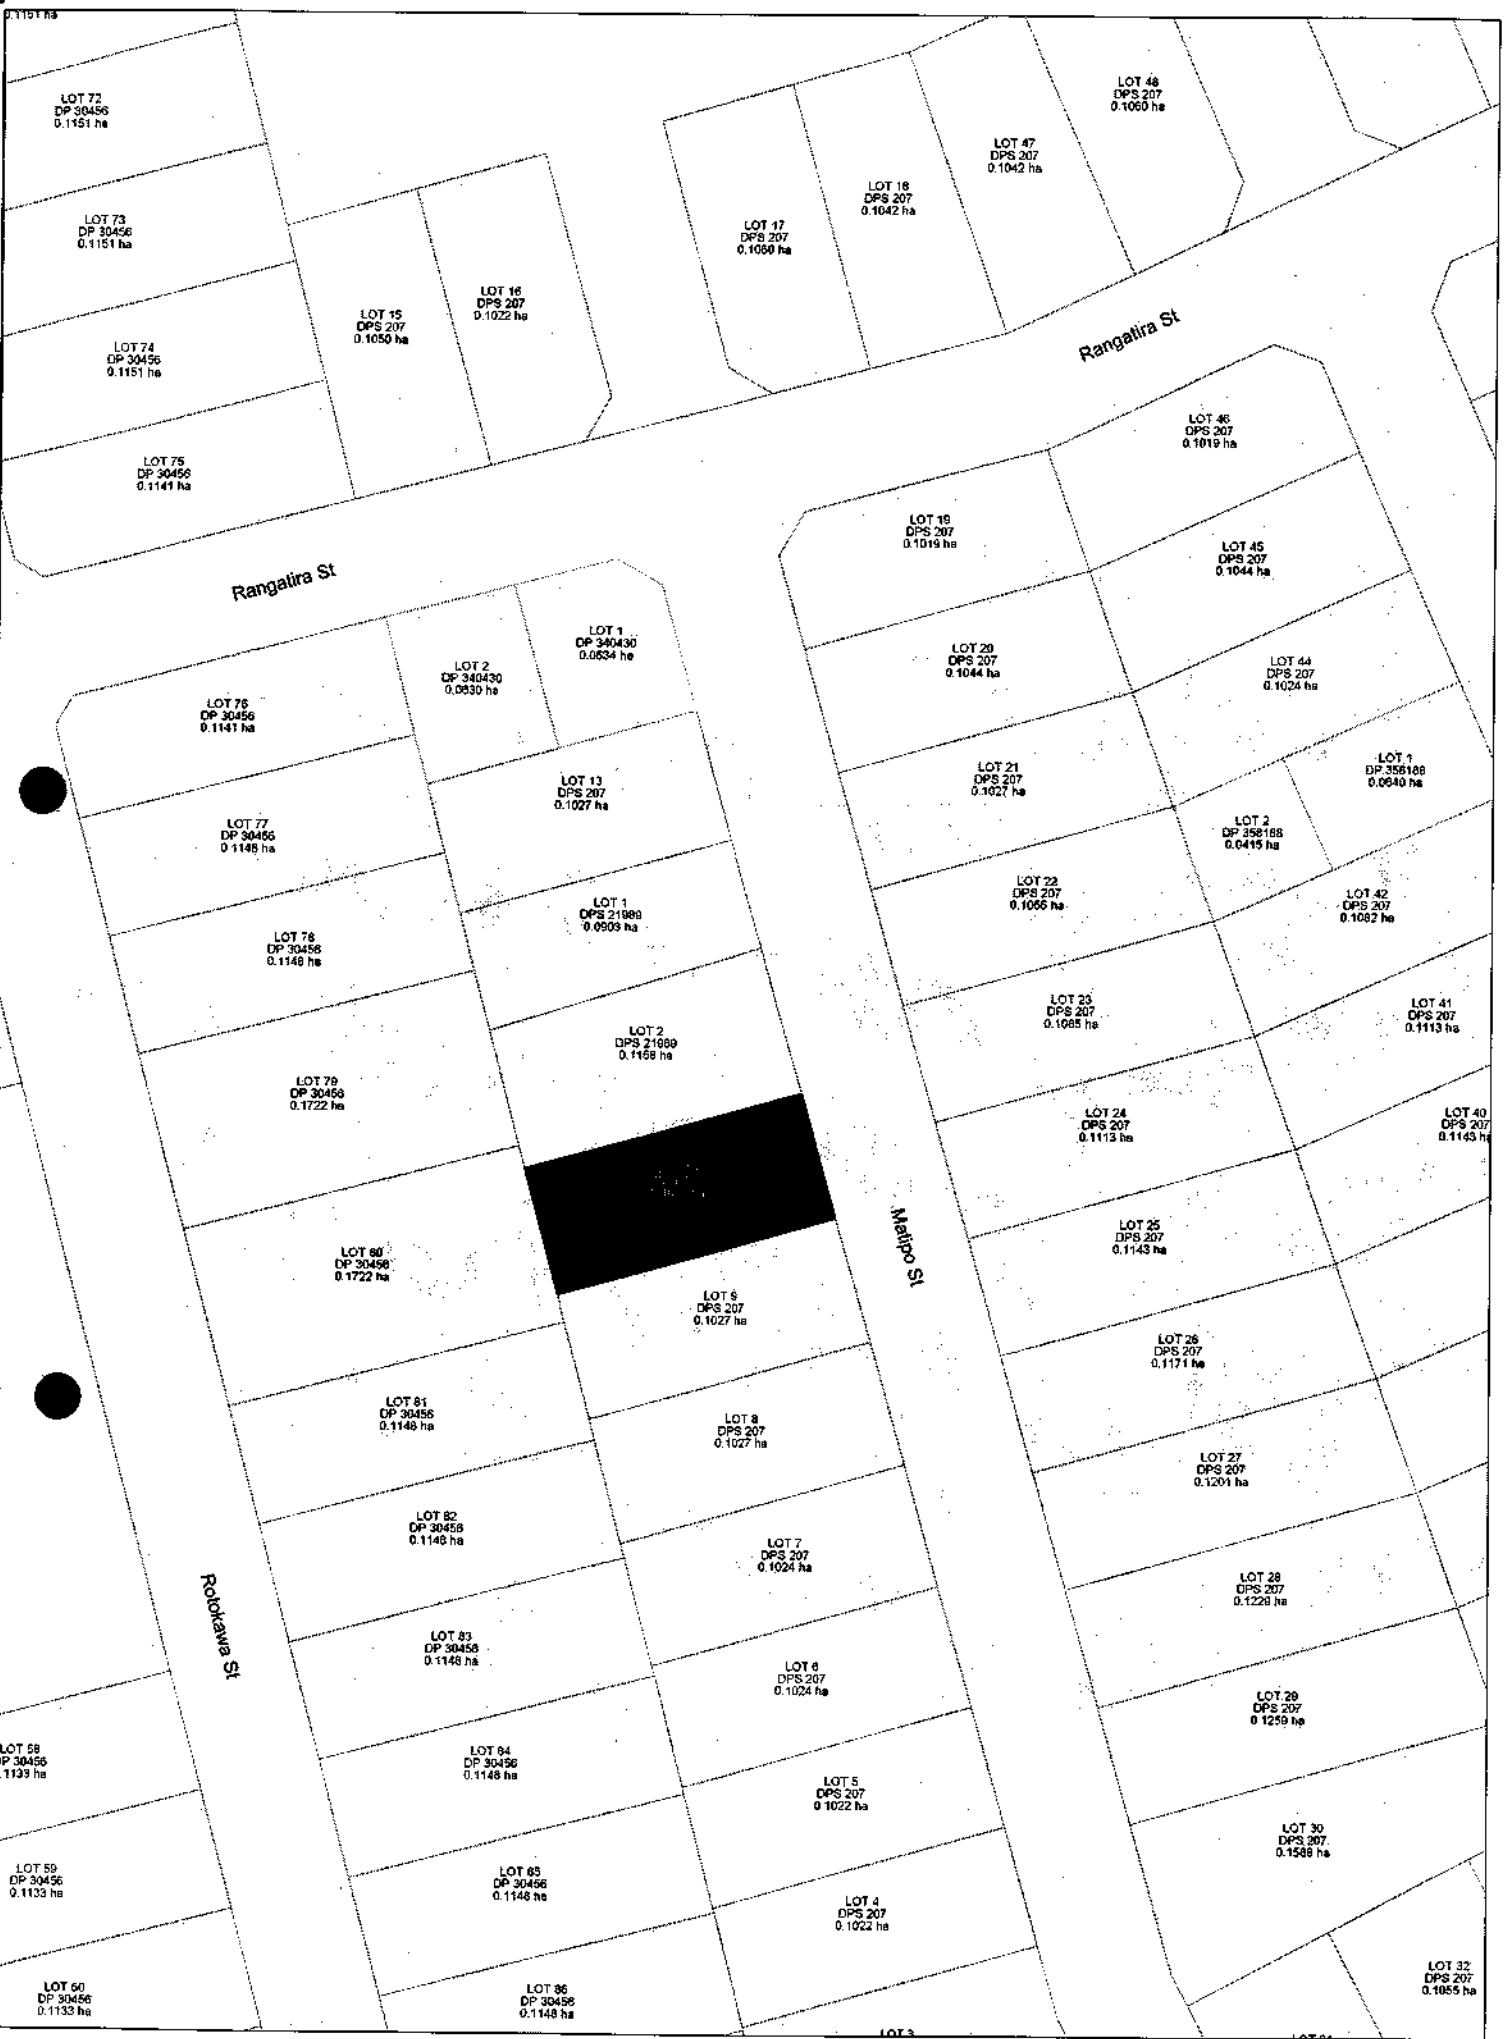 0.1151 ha
LOT 72
DP 30456
0.1151 ha
LOT 48
DPS 207
0.1060 ha
LOT 47
DPS 207
0.1042 ha
LOT 18
DPS 207
0.1042 ha
LOT 73
DP 30456
0.1151 ha
LOT 17
DPS 207
0.1060 ha
LOT 16
DPS 207
0.1022 ha
LOT 15
DPS 207
0.1050 ha
Rangatira St
LOT 74
DP 30456
0.1151 ha
LOT 46
DPS 207
0.1019 ha
LOT 75
DP 30456
0.1141 ha
LOT 19
DPS 207
0.1019 ha
LOT 45
DPS 207
0.1044 ha
Rangatira St
LOT 1
DP 340430
LOT 2
DP 340430
LOT 20
DPS 207
0.1044 ha
LOT 44
DPS 207
0.1024 ha
LOT 76
DP 30456
0.1141 ha
LOT 13
DPS 207
0.1027 ha
LOT 21
DPS 207
0.1027 ha
LOT 1
DP 358188
0.0640 ha
LOT 77
DP 30456
0.1148 ha
LOT 2
DP 358188
0.0415 ha
LOT 22
DPS 207
0.1056 ha
LOT 42
DPS 207
0.1082 ha
LOT 1
DPS 21989
0.0903 ha
LOT 78
DP 30456
0.1148 ha
LOT 23
DPS 207
0.1085 ha
LOT 41
DPS 207
0.1113 ha
LOT 2
DPS 21989
0.1158 ha
LOT 79
DP 30456
0.1722 ha
LOT 24
DPS 207
0.1113 ha
LOT 40
DPS 207
0.1143 ha
Matipo St
LOT 25
DPS 207
0.1143 ha
LOT 80
DP 30456
0.1722 ha
LOT 9
DPS 207
0.1027 ha
LOT 26
DPS 207
0.1171 ha
LOT 81
DP 30456
0.1148 ha
LOT 8
DPS 207
0.1027 ha
LOT 27
DPS 207
0.1201 ha
LOT 82
DP 30456
0.1148 ha
LOT 7
DPS 207
0.1024 ha
LOT 28
DPS 207
0.1229 ha
Rotokawa St
LOT 83
DP 30456
0.1148 ha
LOT 6
DPS 207
0.1024 ha
LOT 29
DPS 207
0.1259 ha
LOT 58
P 30456
.1133 ha
LOT 84
DP 30456
0.1148 ha
LOT 5
DPS 207
0.1022 ha
LOT 30
DPS 207
0.1588 ha
LOT 59
DP 30456
0.1133 ha
LOT 85
DP 30456
0.1148 ha
LOT 4
DPS 207
0.1022 ha
LOT 32
DPS 207
0.1055 ha
LOT 60
DP 30456
0.1133 ha
LOT 86
DP 30456
0.1148 ha
LOT 3